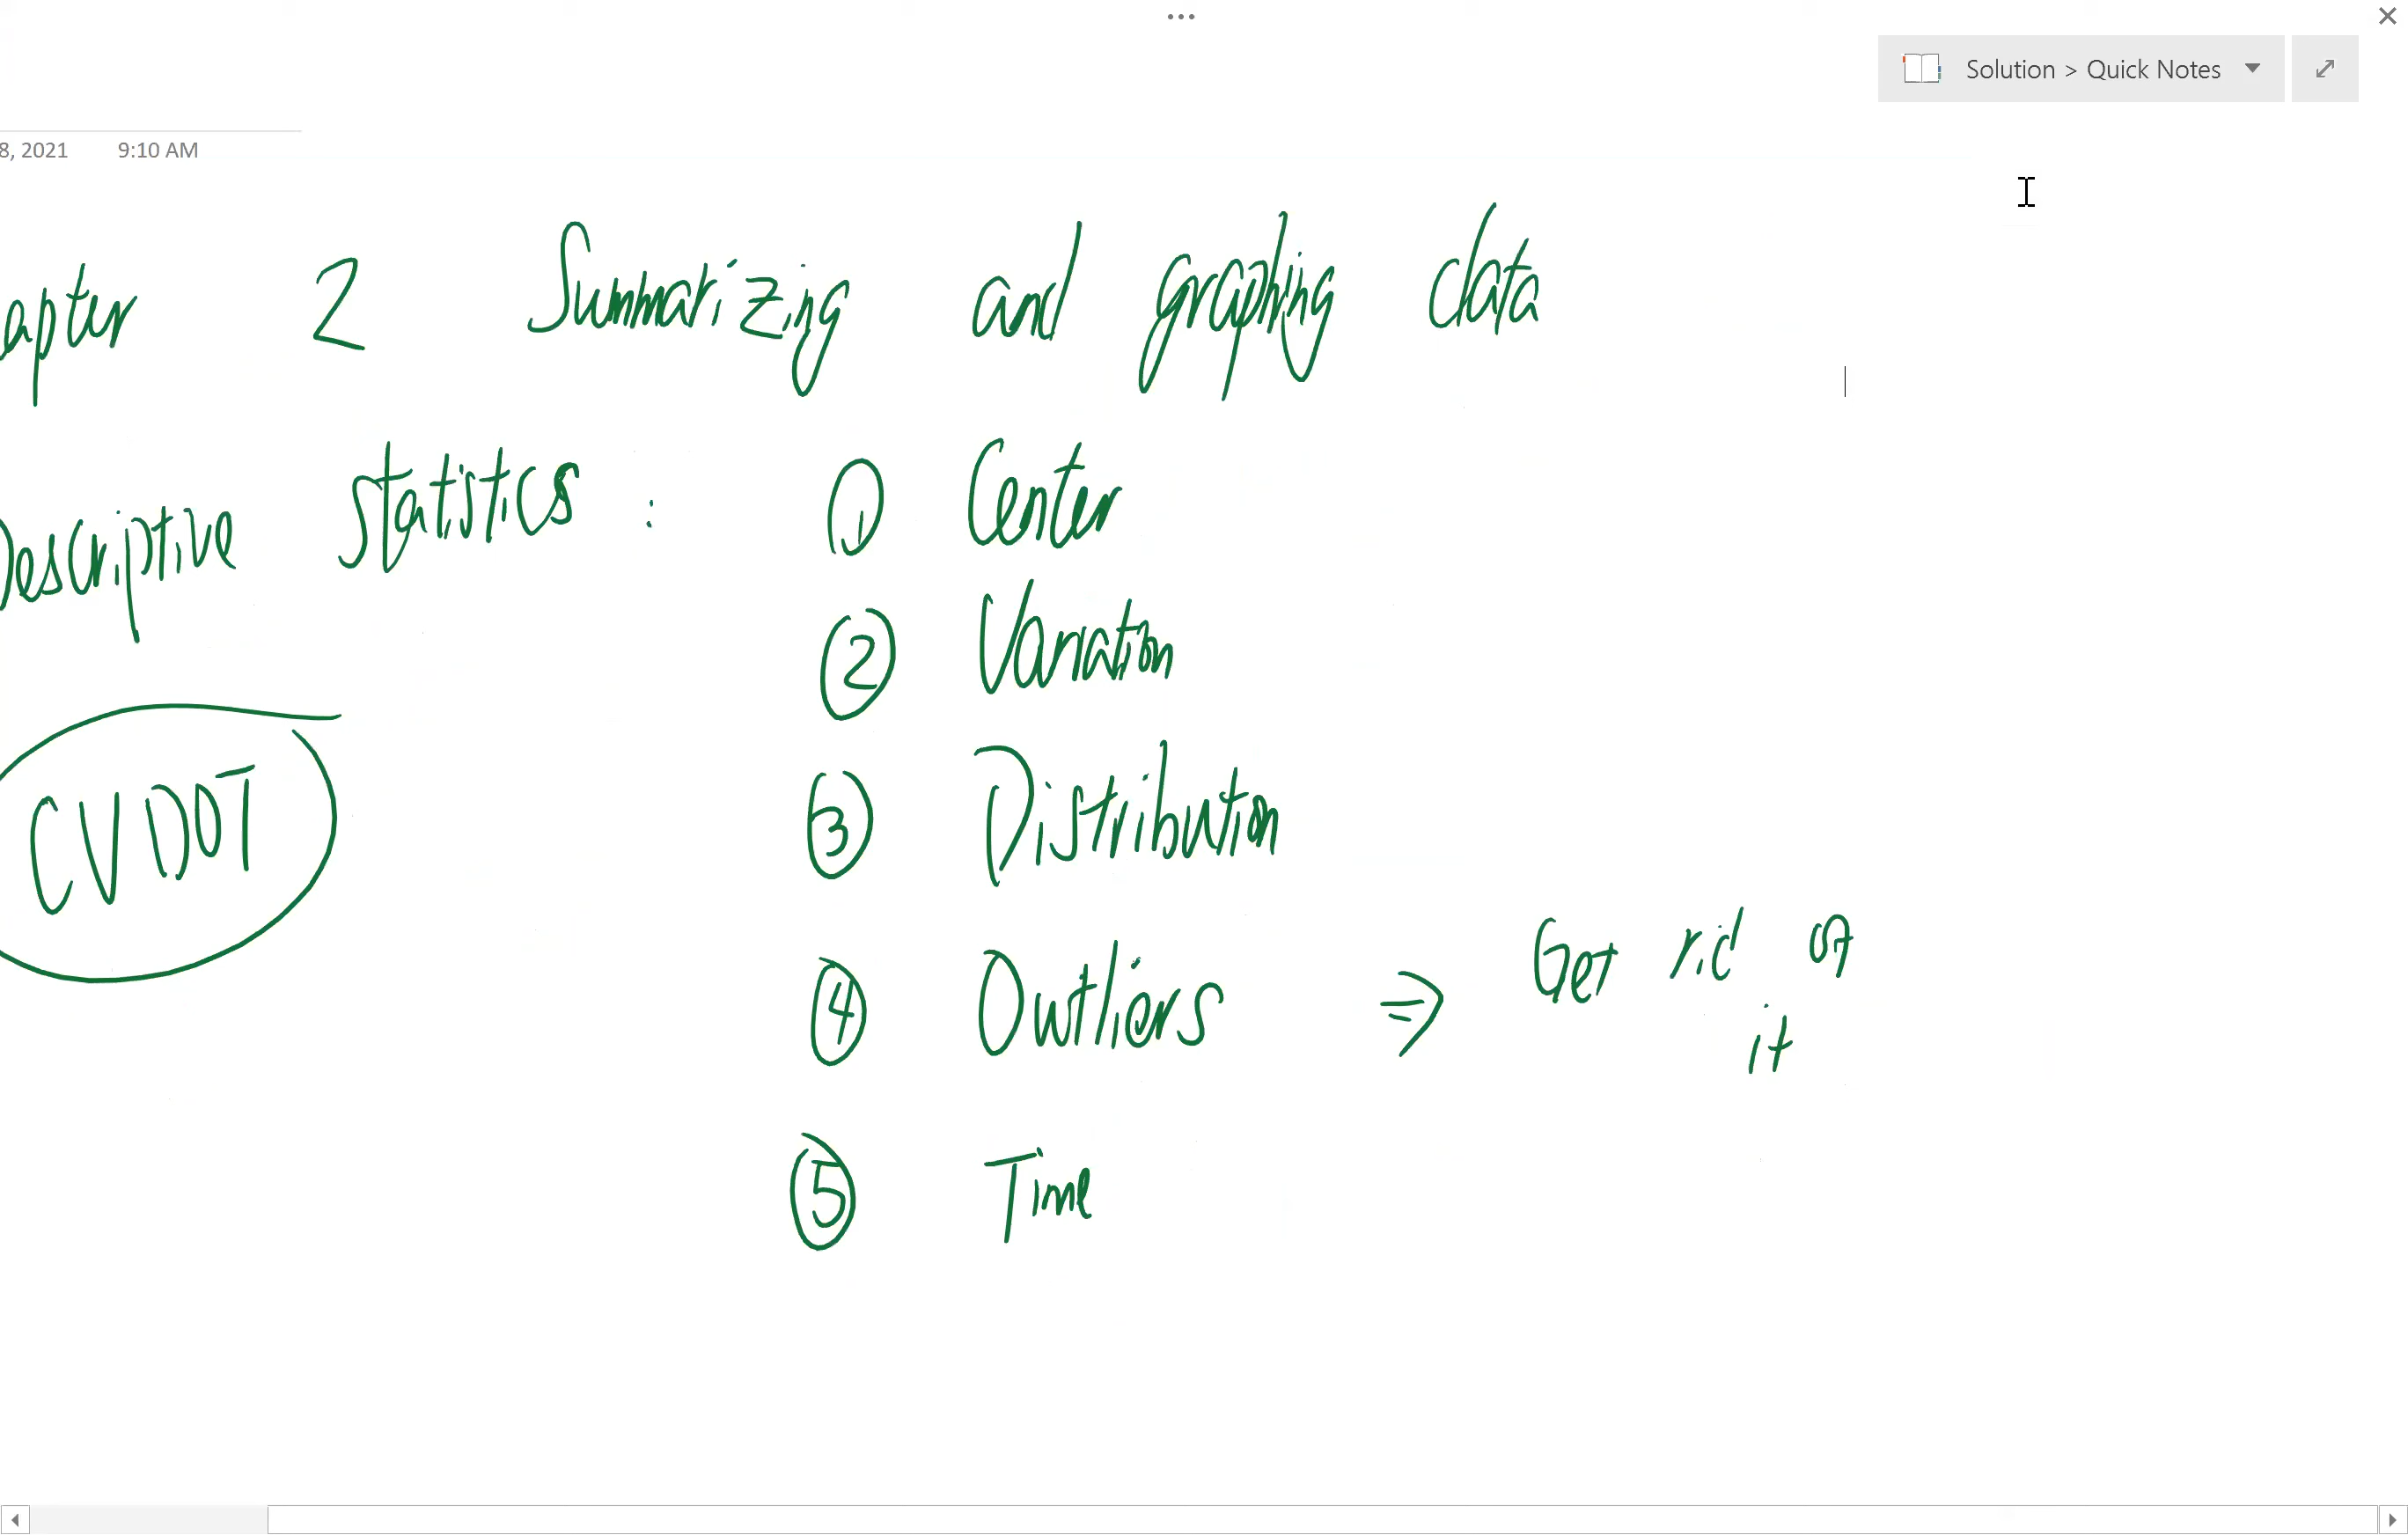 Solution > Quick Notes
8, 2021 9:10 AM
apter 2 Summarizing and graphing data
Descriptive statistics : ① Center
② Variation
③ Distribution
CVDOT
④ Outliers ⇒ Get rid of
it
⑤ Time